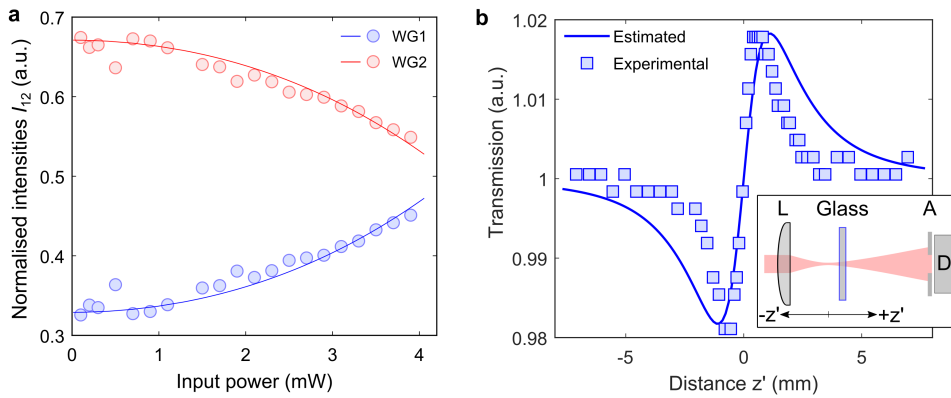 a
Normalised intensities I12 (a.u.)
0.7
0.6
0.5
0.4
0.3
WG1
WG2
0
1
2
3
4
Input power (mW)
b
Transmission (a.u.)
1.02
1.01
1
0.99
0.98
Estimated
Experimental
L
Glass
A
D
-z'
+z'
-5
0
5
Distance z' (mm)